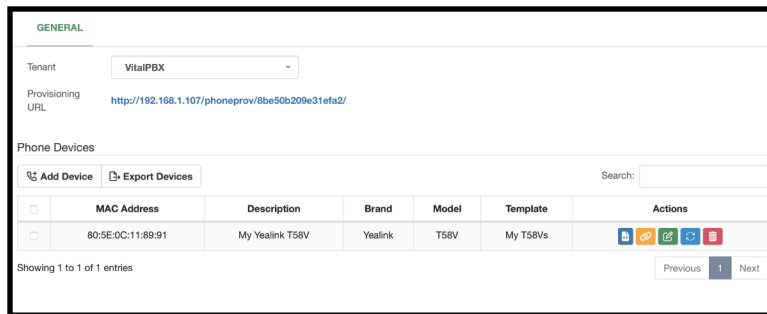 GENERAL
Tenant VitalPBX
Provisioning URL http://192.168.1.107/phoneprov/8be50b209e31efa2/
Phone Devices
Add Device Export Devices Search:
MAC Address Description Brand Model Template Actions
80:5E:0C:11:89:91 My Yealink T58V Yealink T58V My T58Vs
Showing 1 to 1 of 1 entries Previous 1 Next